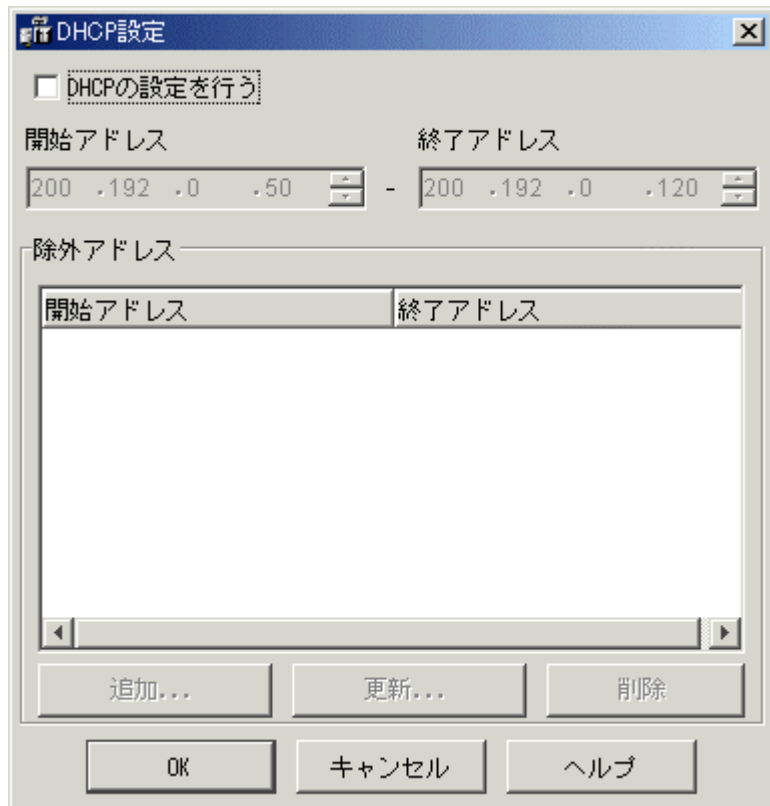 DHCP設定
DHCPの設定を行う
開始アドレス 終了アドレス
200 .192 .0 .50 - 200 .192 .0 .120
除外アドレス
開始アドレス 終了アドレス
追加... 更新... 削除
OK キャンセル ヘルプ